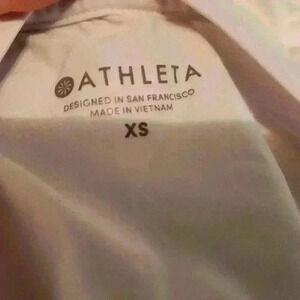 ATHLETA
DESIGNED IN SAN FRANCISCO
MADE IN VIETNAM
XS